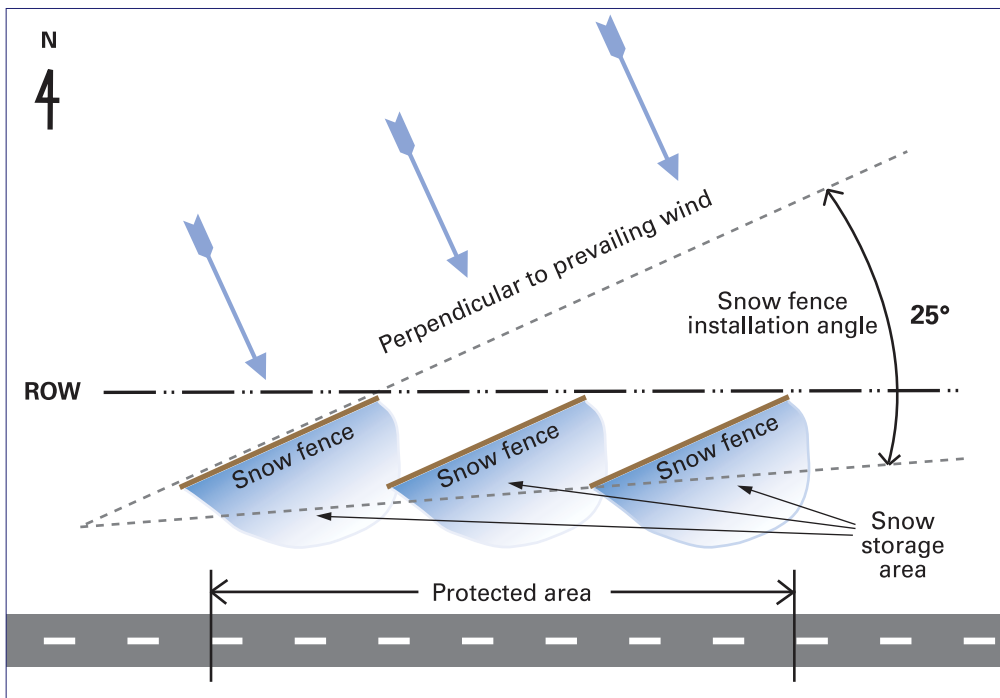 N
Perpendicular to prevailing wind
Snow fence
installation angle
25°
ROW
Snow fence
Snow fence
Snow fence
Snow
storage
area
Protected area